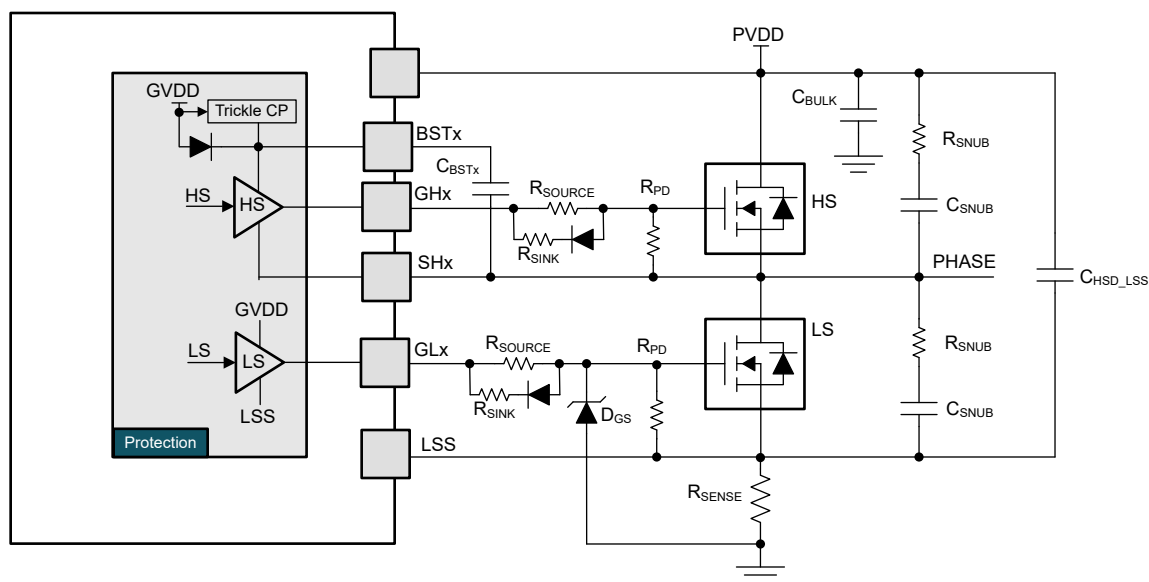 PVDD
GVDD
Trickle CP
BSTx
CBULK
RSNUB
CBSTx
HS
HS
GHx
RSOURCE
RPD
HS
CSNUB
RSINK
SHx
PHASE
CHSD_LSS
GVDD
LS
LS
LSS
GLx
RSOURCE
RPD
LS
RSNUB
RSINK
DGS
CSNUB
Protection
LSS
RSENSE